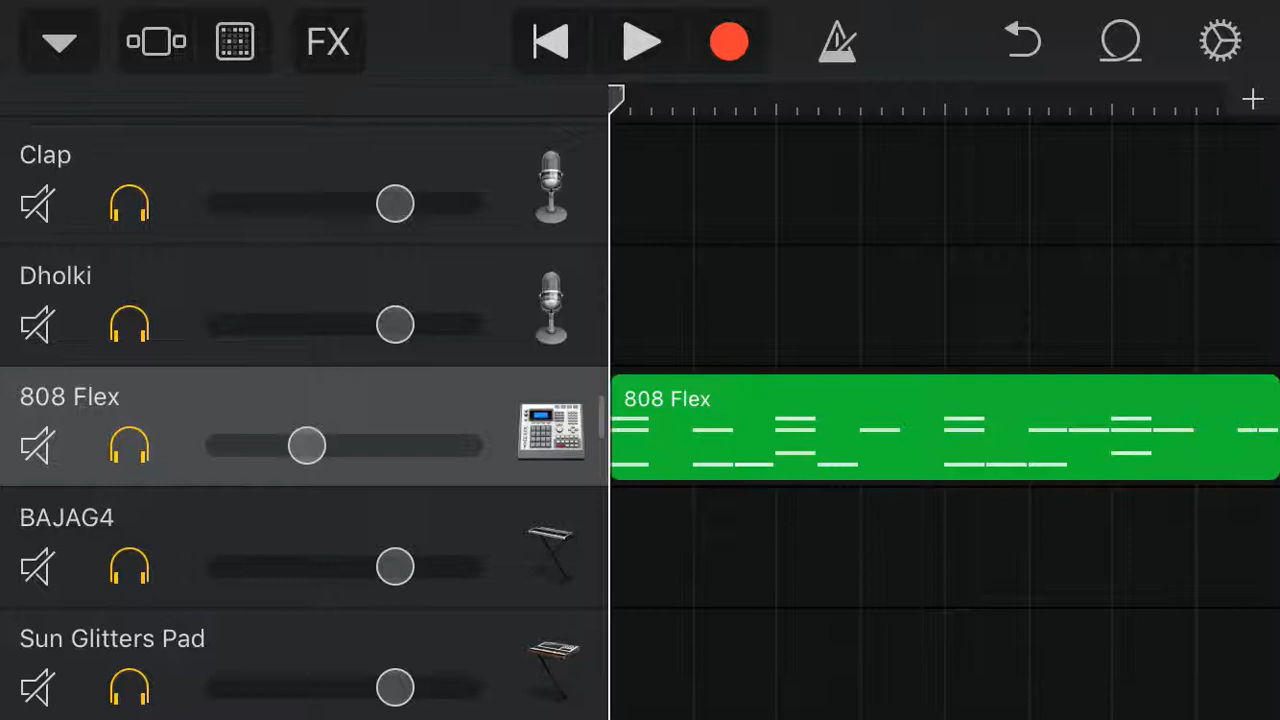 FX
Clap
Dholki
808 Flex
808 Flex
BAJAG4
Sun Glitters Pad